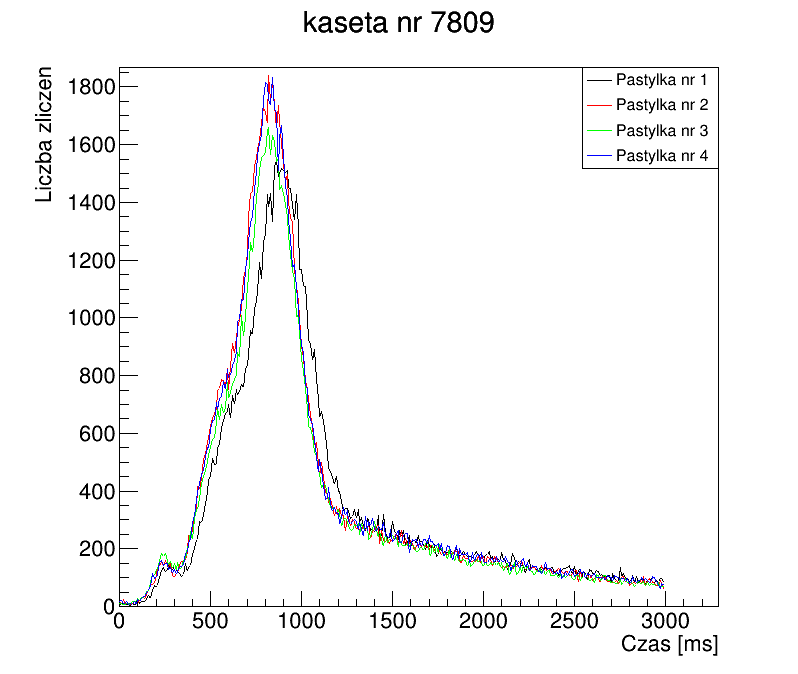 kaseta nr 7809
Liczba zliczen
1800
1600
1400
1200
1000
800
600
400
200
0
Pastylka nr 1
Pastylka nr 2
Pastylka nr 3
Pastylka nr 4
0 500 1000 1500 2000 2500 3000
Czas [ms]